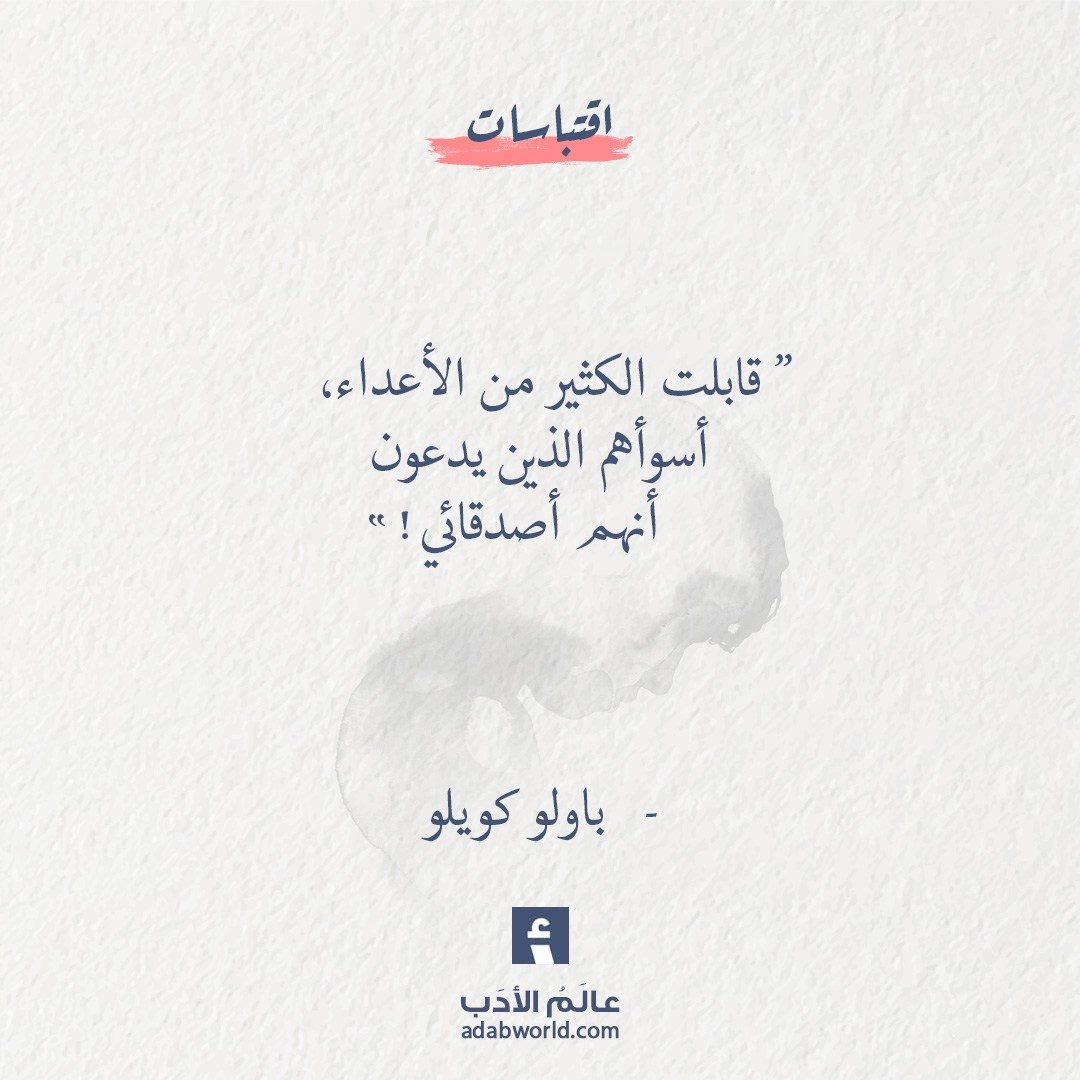 اقتباسات
” قابلت الكثير من الأعداء،
أسوأهم الذين يدعون
أنهم أصدقائي ! “
- باولو كويلو
أ
عالَمُ الأدَب
adabworld.com